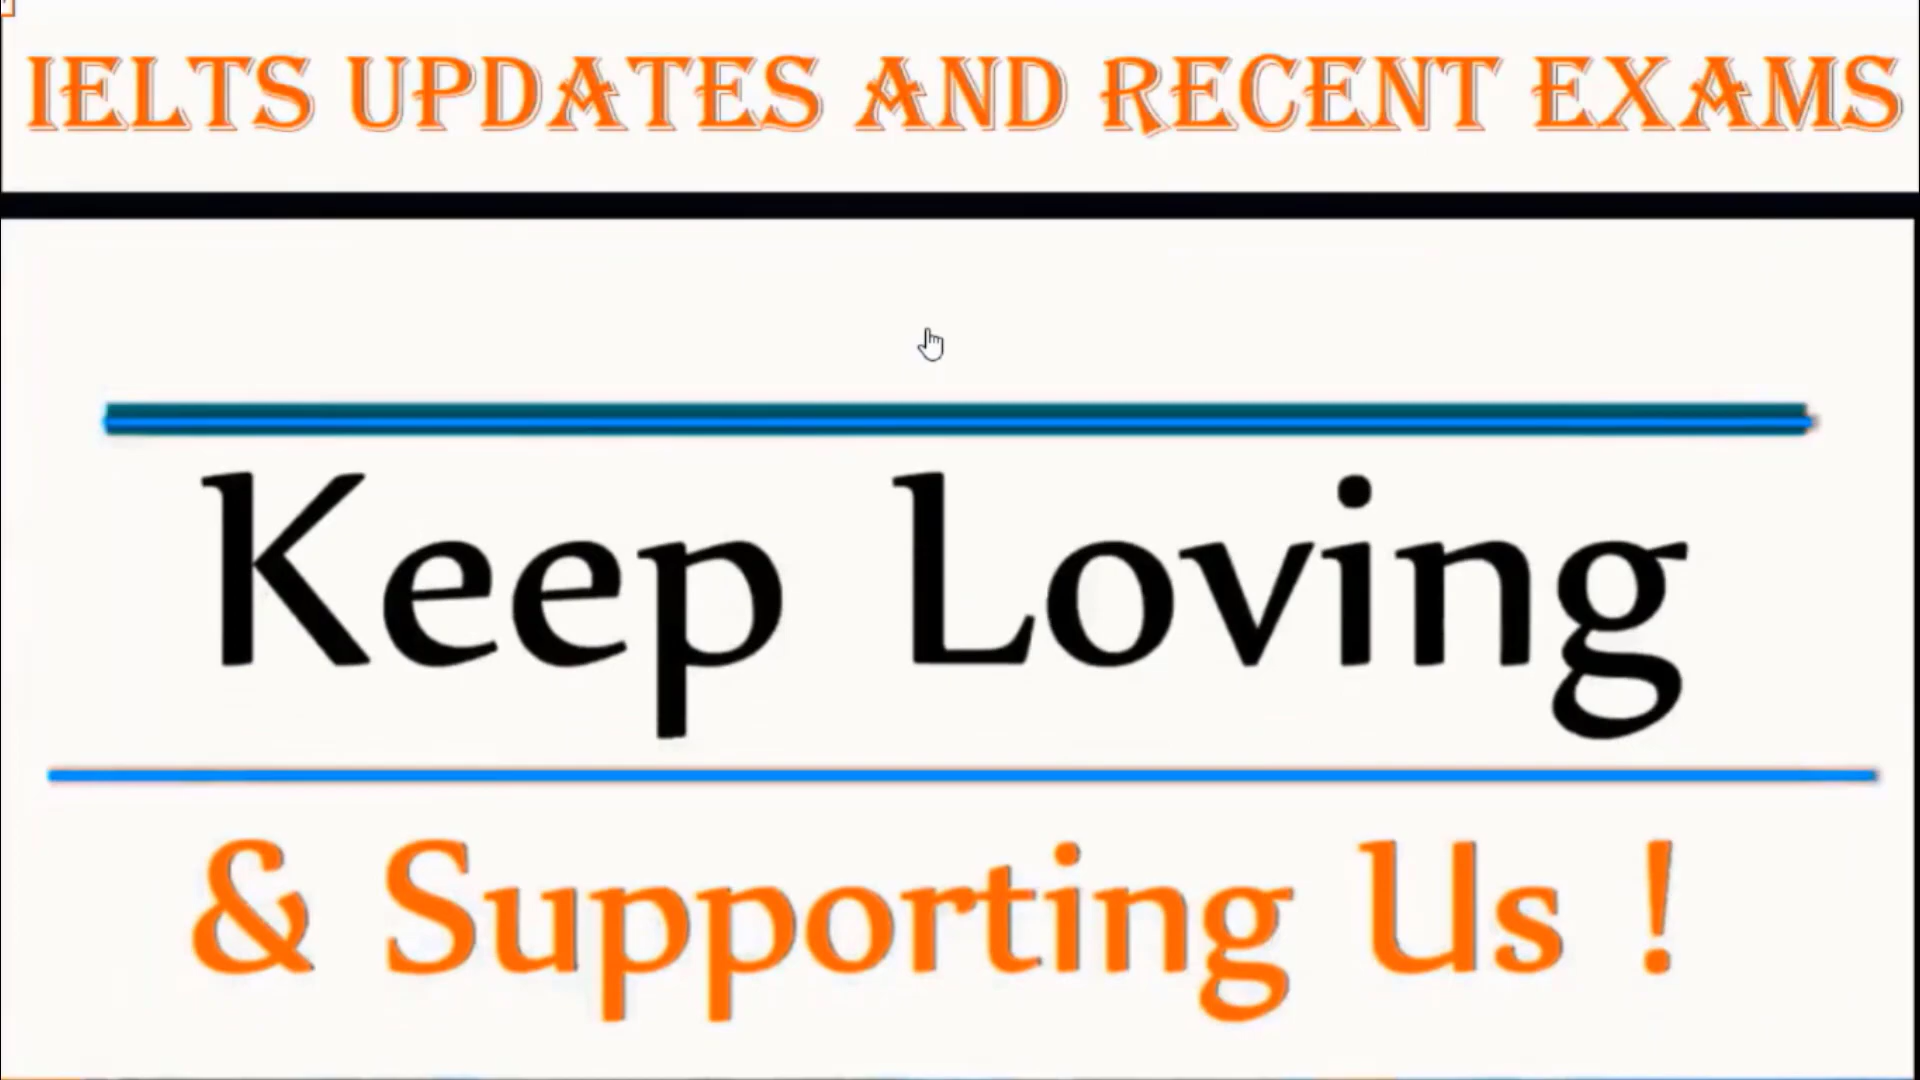 IELTS UPDATES AND RECENT EXAMS
Keep Loving
& Supporting Us !